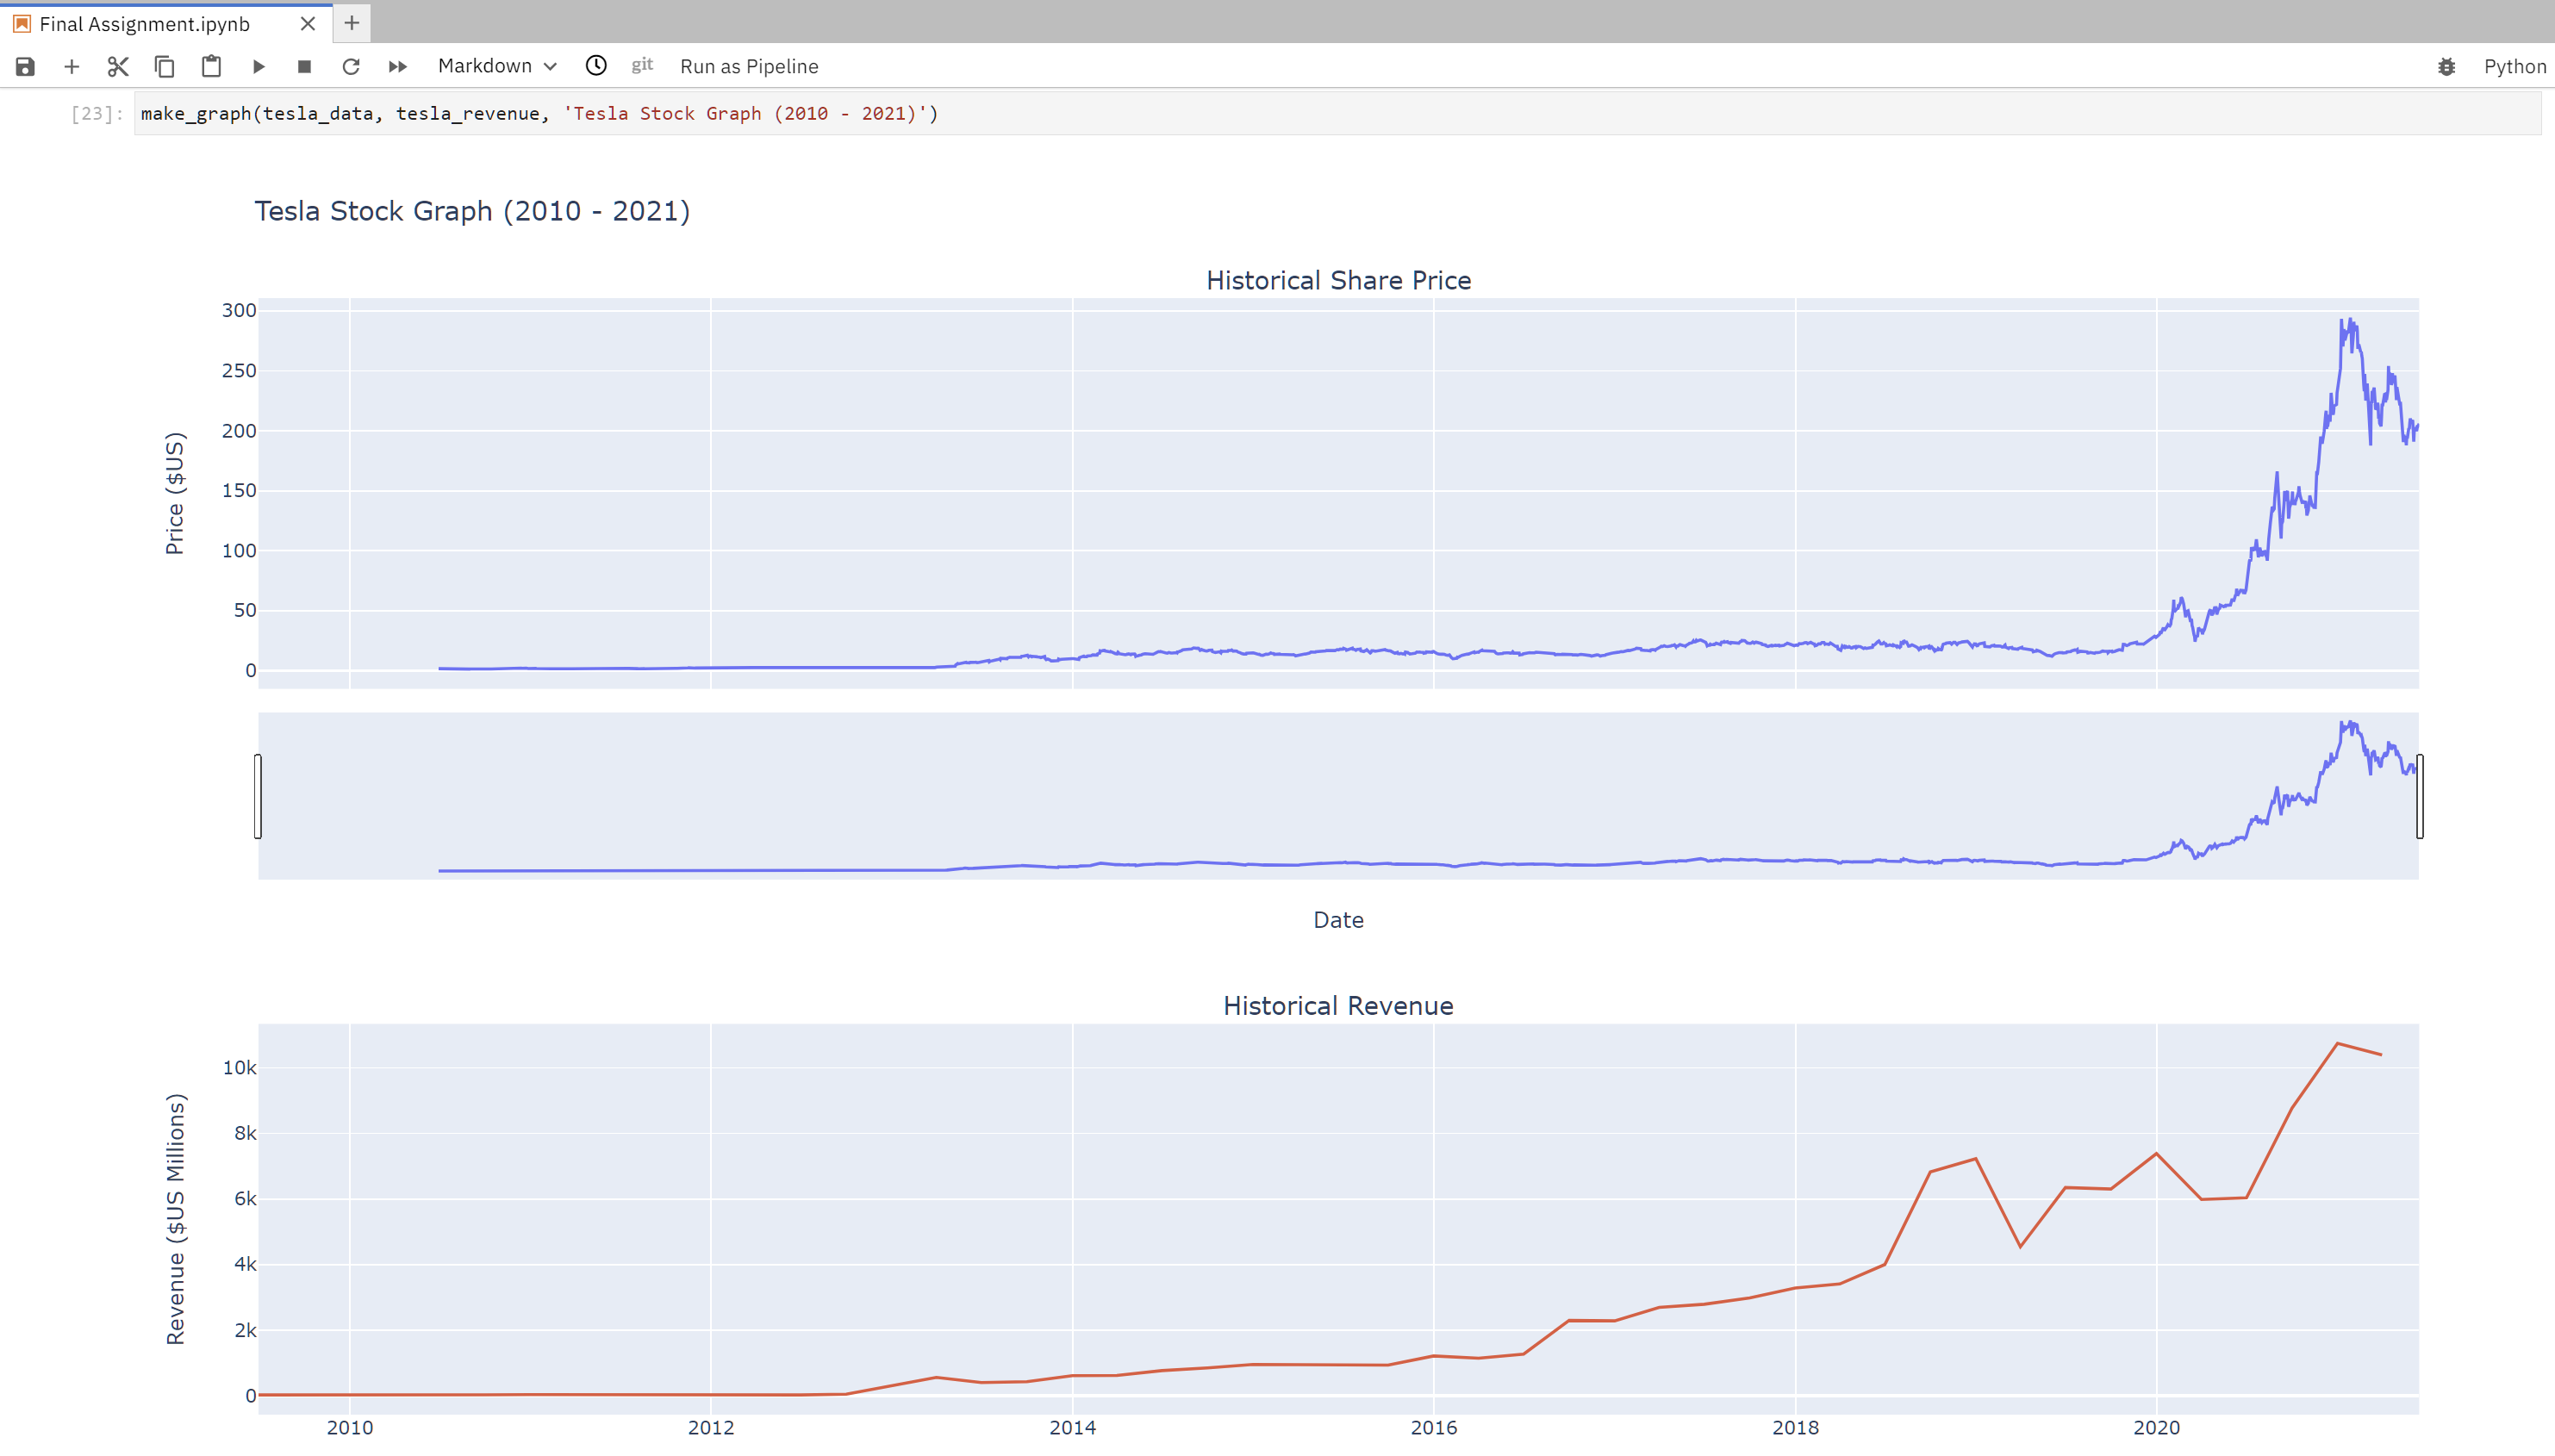 Final Assignment.ipynb
Markdown git Run as Pipeline Python
[23]: make_graph(tesla_data, tesla_revenue, 'Tesla Stock Graph (2010 - 2021)')
Tesla Stock Graph (2010 - 2021)
Historical Share Price
300
250
200
150
100
50
0
Price ($US)
Date
Historical Revenue
10k
8k
6k
4k
2k
0
Revenue ($US Millions)
2010 2012 2014 2016 2018 2020